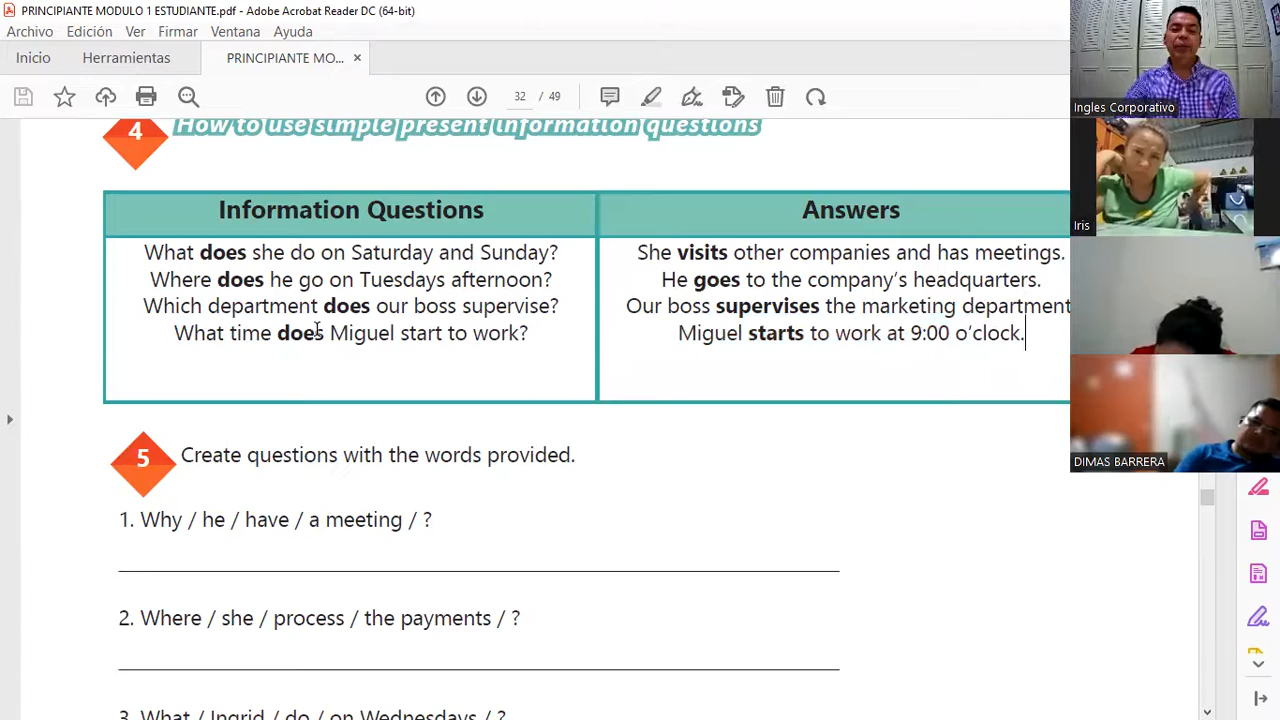 PRINCIPIANTE MODULO 1 ESTUDIANTE.pdf - Adobe Acrobat Reader DC (64-bit)
Archivo Edición Ver Firmar Ventana Ayuda
Inicio Herramientas PRINCIPIANTE MO... ×
32 / 49
4 How to use simple present information questions
Information Questions
What does she do on Saturday and Sunday?
Where does he go on Tuesdays afternoon?
Which department does our boss supervise?
What time does Miguel start to work?
Answers
She visits other companies and has meetings.
He goes to the company’s headquarters.
Our boss supervises the marketing department
Miguel starts to work at 9:00 o’clock.
5 Create questions with the words provided.
1. Why / he / have / a meeting / ?
2. Where / she / process / the payments / ?
3. What / Ingrid / do / on Wednesdays / ?
Ingles Corporativo
Iris
DIMAS BARRERA